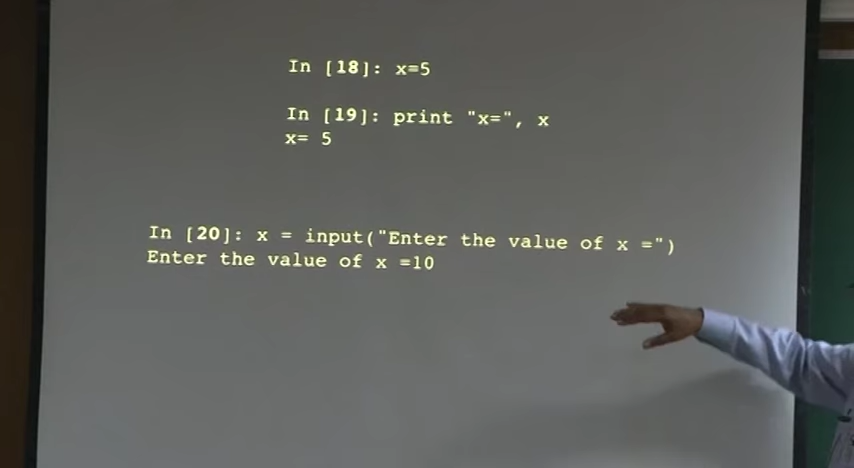 In [18]: x=5
In [19]: print "x=", x
x= 5
In [20]: x = input("Enter the value of x =")
Enter the value of x =10